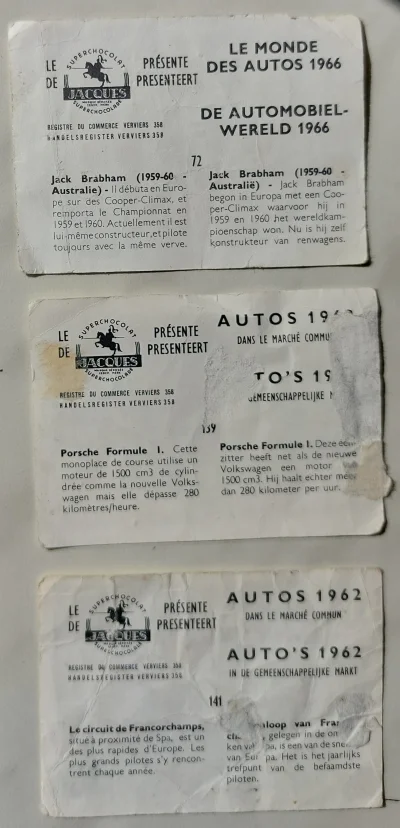 LE SUPERCHOCOLAT PRÉSENTE
DE JACQUES PRESENTEERT
SUPERCHOCOLADE
REGISTRE DU COMMERCE VERVIERS 358
HANDELSREGISTER VERVIERS 358
LE MONDE
DES AUTOS 1966
DE AUTOMOBIEL-
WERELD 1966
72
Jack Brabham (1959-60 -
Australie) - Il débuta en Euro-
pe sur des Cooper-Climax, et
remporta le Championnat en
1959 et 1960. Actuellement il est
lui-même constructeur, et pilote
toujours avec la même verve.
Jack Brabham (1959-60 -
Australië) - Jack Brabham
begon in Europa met een Coo-
per-Climax waarvoor hij in
1959 en 1960 het wereldkam-
pioenschap won. Nu is hij zelf
konstrukteur van renwagens.
LE SUPERCHOCOLAT PRÉSENTE
DE JACQUES PRESENTEERT
SUPERCHOCOLADE
REGISTRE DU COMMERCE VERVIERS 358
HANDELSREGISTER VERVIERS 358
AUTOS
DANS LE MARCHÉ
139
Porsche Formule I. Cette
monoplace de course utilise un
moteur de 1500 cm3 de cylin-
drée comme la nouvelle Volks-
wagen mais elle dépasse 280
kilomètres/heure.
Porsche Formule I. Deze één-
zitter heeft net als de nieuwe
Volkswagen een motor
1500 cm3. Hij haalt echter meer
dan 280 kilometer per uur.
LE SUPERCHOCOLAT PRÉSENTE
DE JACQUES PRESENTEERT
SUPERCHOCOLADE
REGISTRE DU COMMERCE VERVIERS 358
HANDELSREGISTER VERVIERS 358
AUTOS 1962
DANS LE MARCHÉ COMMUN
AUTO'S 1962
IN DE GEMEENSCHAPPELIJKE MARKT
141
Le circuit de Francorchamps,
situé à proximité de Spa, est un
des plus rapides d'Europe. Les
plus grands pilotes s'y rencon-
trent chaque année.
van
gelegen in de
is een van de
van Het is het jaarlijks
trefpunt van de befaamdste
piloten.